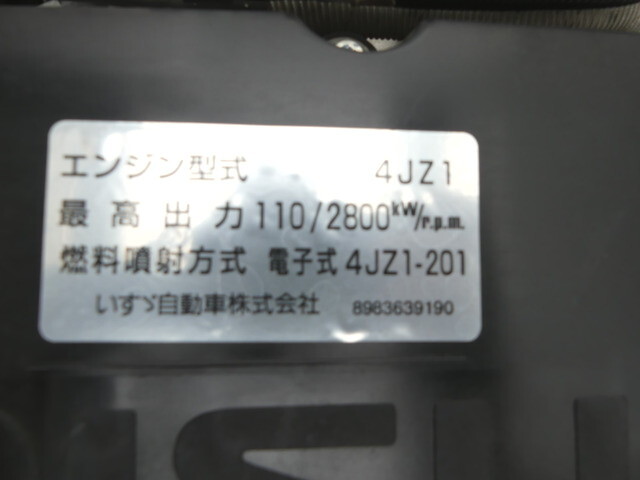 エンジン型式 4JZ1
最高出力 110/2800kW/r.p.m.
燃料噴射方式 電子式 4JZ1-201
いすゞ自動車株式会社 8983639190